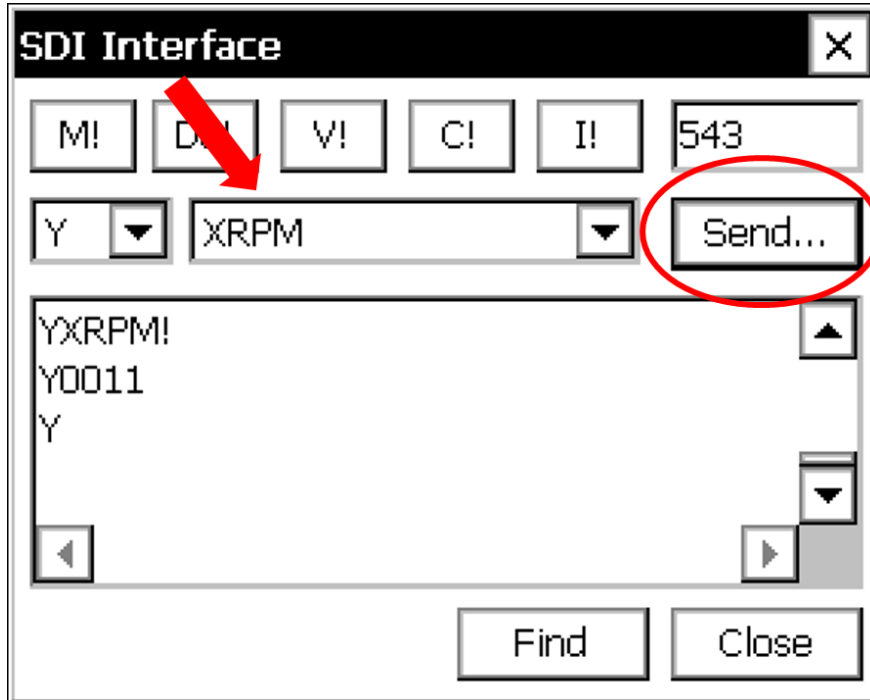 SDI Interface
M! V! C! I! 543
Y XRPM Send...
YXRPM!
Y0011
Y
Find Close